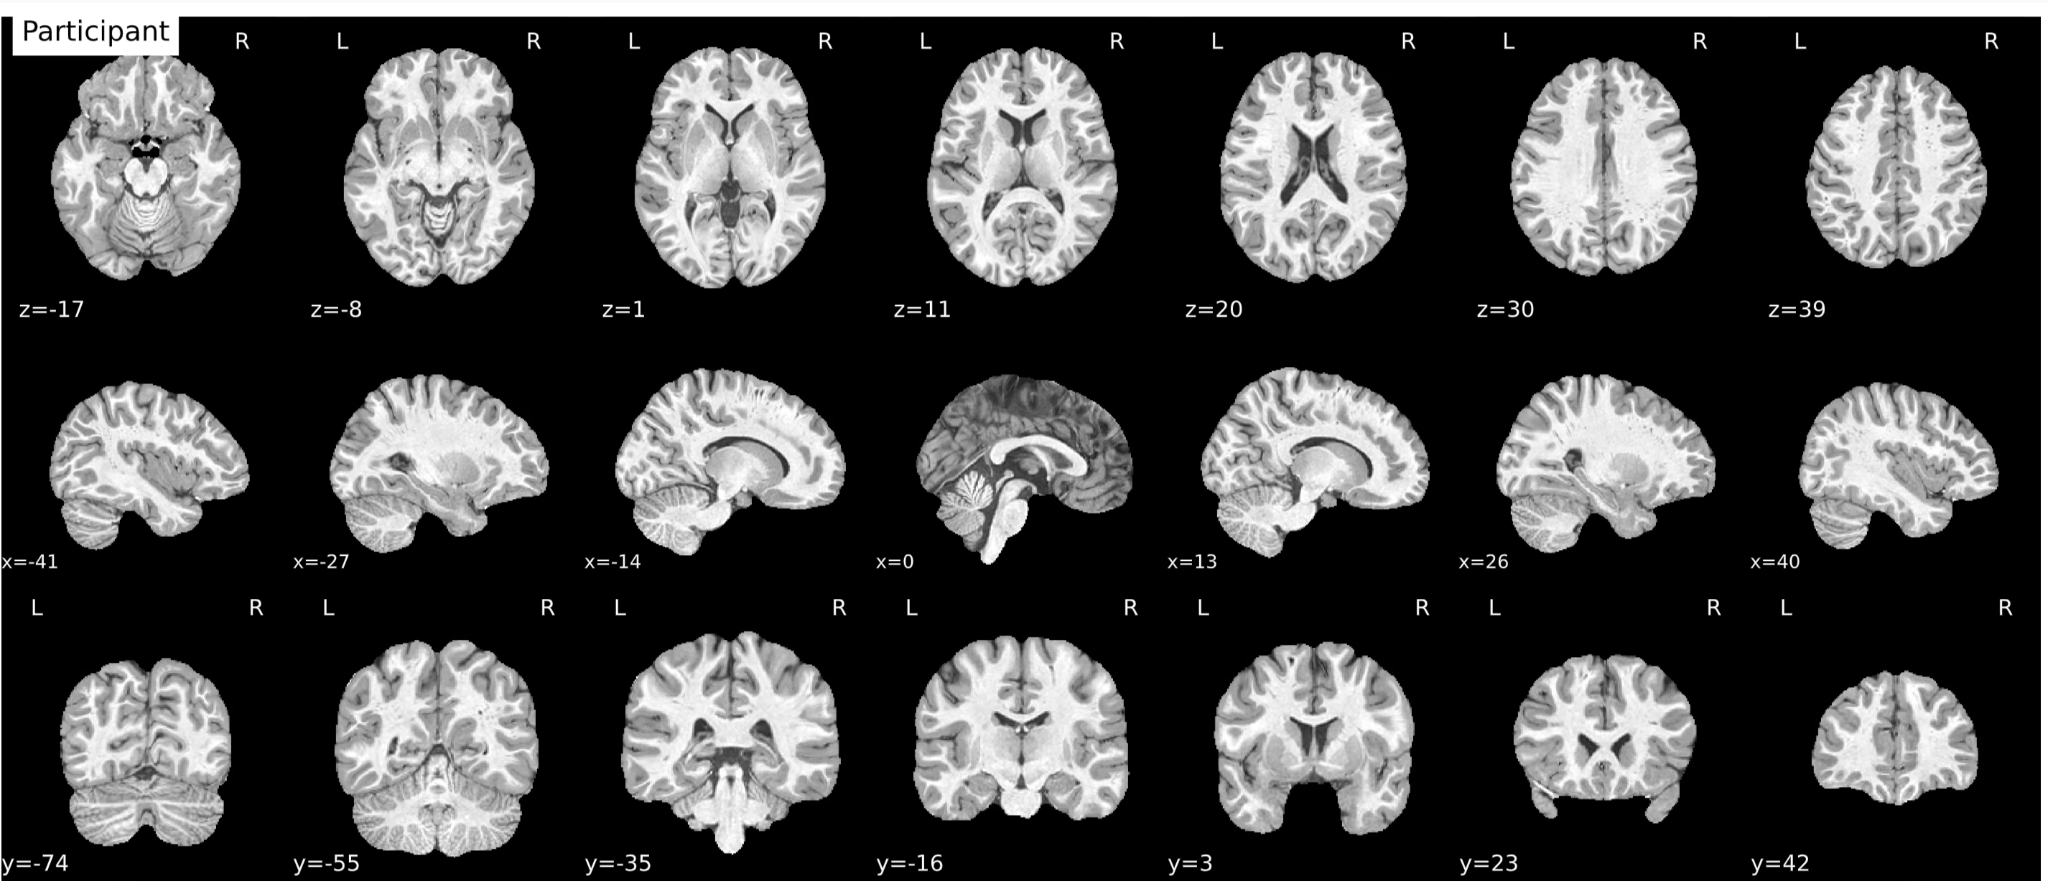 Participant
R L R L R L R L R L R L R
z=-17 z=-8 z=1 z=11 z=20 z=30 z=39
x=-41 x=-27 x=-14 x=0 x=13 x=26 x=40
L R L R L R L R L R L R L R
y=-74 y=-55 y=-35 y=-16 y=3 y=23 y=42